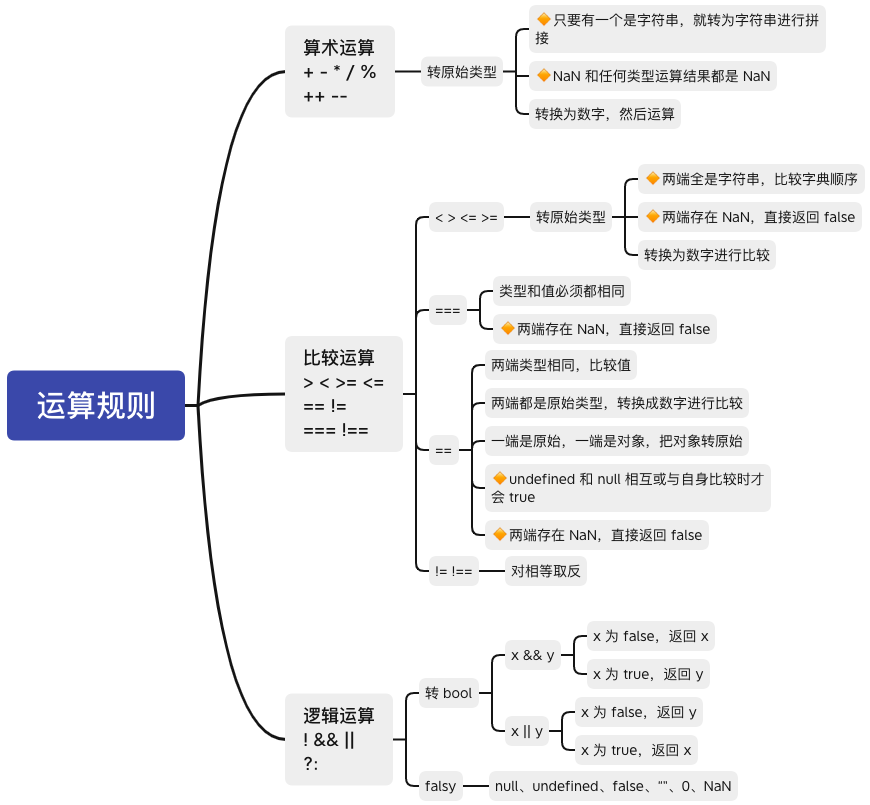 运算规则
算术运算
+ - * / %
++ --
转原始类型
🔸只要有一个是字符串，就转为字符串进行拼
接
🔸NaN 和任何类型运算结果都是 NaN
转换为数字，然后运算
比较运算
> < >= <=
== !=
=== !==
< > <= >=
转原始类型
🔸两端全是字符串，比较字典顺序
🔸两端存在 NaN，直接返回 false
转换为数字进行比较
===
类型和值必须都相同
🔸两端存在 NaN，直接返回 false
==
两端类型相同，比较值
两端都是原始类型，转换成数字进行比较
一端是原始，一端是对象，把对象转原始
🔸undefined 和 null 相互或与自身比较时才
会 true
🔸两端存在 NaN，直接返回 false
!= !==
对相等取反
逻辑运算
! && ||
?:
转 bool
x && y
x 为 false，返回 x
x 为 true，返回 y
x || y
x 为 false，返回 y
x 为 true，返回 x
falsy
null、undefined、false、""、0、NaN